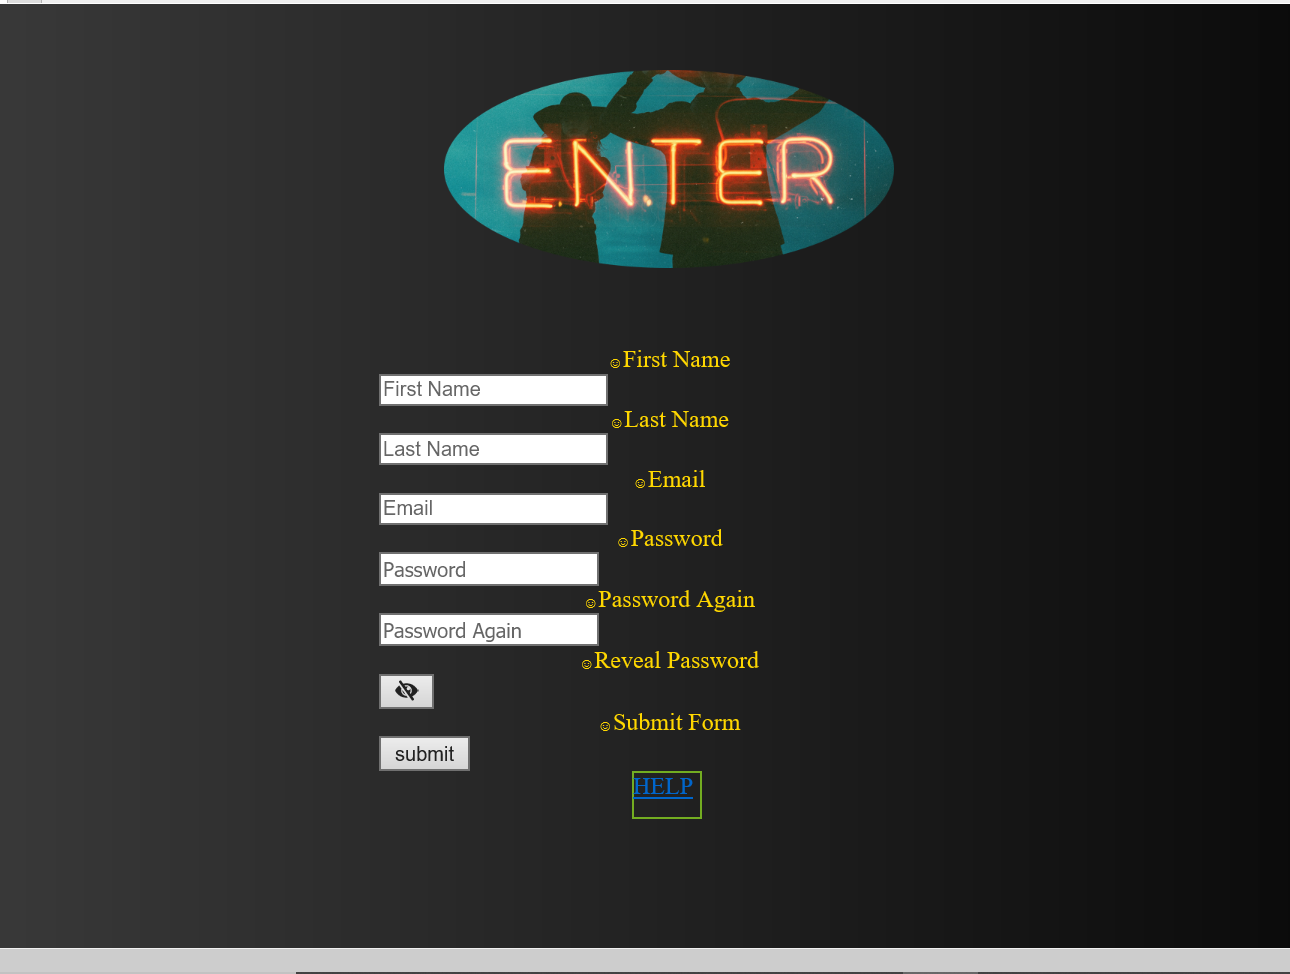 E.N.TER
☺First Name
First Name
☺Last Name
Last Name
☺Email
Email
☺Password
Password
☺Password Again
Password Again
☺Reveal Password
☺Submit Form
submit
HELP